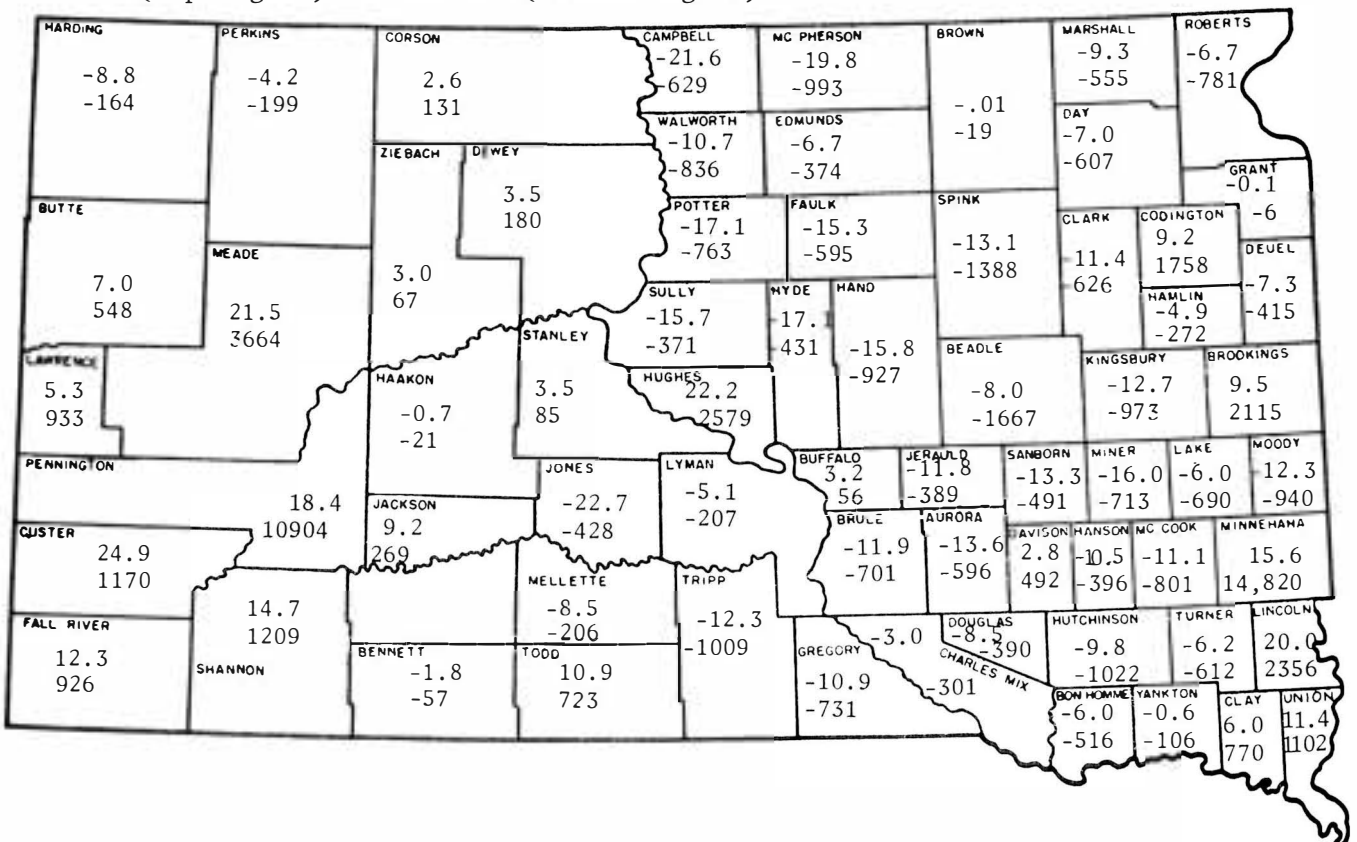 HARDING
-8.8
-164
PERKINS
-4.2
-199
CORSON
2.6
131
CAMPBELL
-21.6
-629
MC PHERSON
-19.8
-993
BROWN
-.01
-19
MARSHALL
-9.3
-555
ROBERTS
-6.7
-781
WALWORTH
-10.7
-836
EDMUNDS
-6.7
-374
DAY
-7.0
-607
GRANT
-0.1
-6
ZIEBACH
3.0
67
DEWEY
3.5
180
BUTTE
7.0
548
MEADE
21.5
3664
POTTER
-17.1
-763
FAULK
-15.3
-595
SPINK
-13.1
-1388
CLARK
-11.4
626
CODINGTON
9.2
1758
DEUEL
-7.3
-415
HAMLIN
-4.9
-272
SULLY
-15.7
-371
HYDE
-17.1
431
HAND
-15.8
-927
STANLEY
3.5
85
HUGHES
22.2
2579
BEADLE
-8.0
-1667
KINGSBURY
-12.7
-973
BROOKINGS
9.5
2115
LAWRENCE
5.3
933
HAAKON
-0.7
-21
PENNINGTON
18.4
10904
JACKSON
9.2
269
JONES
-22.7
-428
LYMAN
-5.1
-207
BUFFALO
3.2
56
JERAULD
-11.8
-389
SANBORN
-13.3
-491
MINER
-16.0
-713
LAKE
-6.0
-690
MOODY
-12.3
-940
CUSTER
24.9
1170
BRULE
-11.9
-701
AURORA
-13.6
-596
DAVISON
2.8
492
HANSON
-10.5
-396
MC COOK
-11.1
-801
MINNEHAHA
15.6
14,820
FALL RIVER
12.3
926
14.7
1209
SHANNON
BENNETT
-1.8
-57
MELLETTE
-8.5
-206
TODD
10.9
723
TRIPP
-12.3
-1009
GREGORY
-10.9
-731
-3.0
CHARLES MIX
-301
DOUGLAS
-8.5
-390
HUTCHINSON
-9.8
-1022
TURNER
-6.2
-612
LINCOLN
20.0
2356
BON HOMME
-6.0
-516
YANKTON
-0.6
-106
CLAY
6.0
770
UNION
11.4
1102